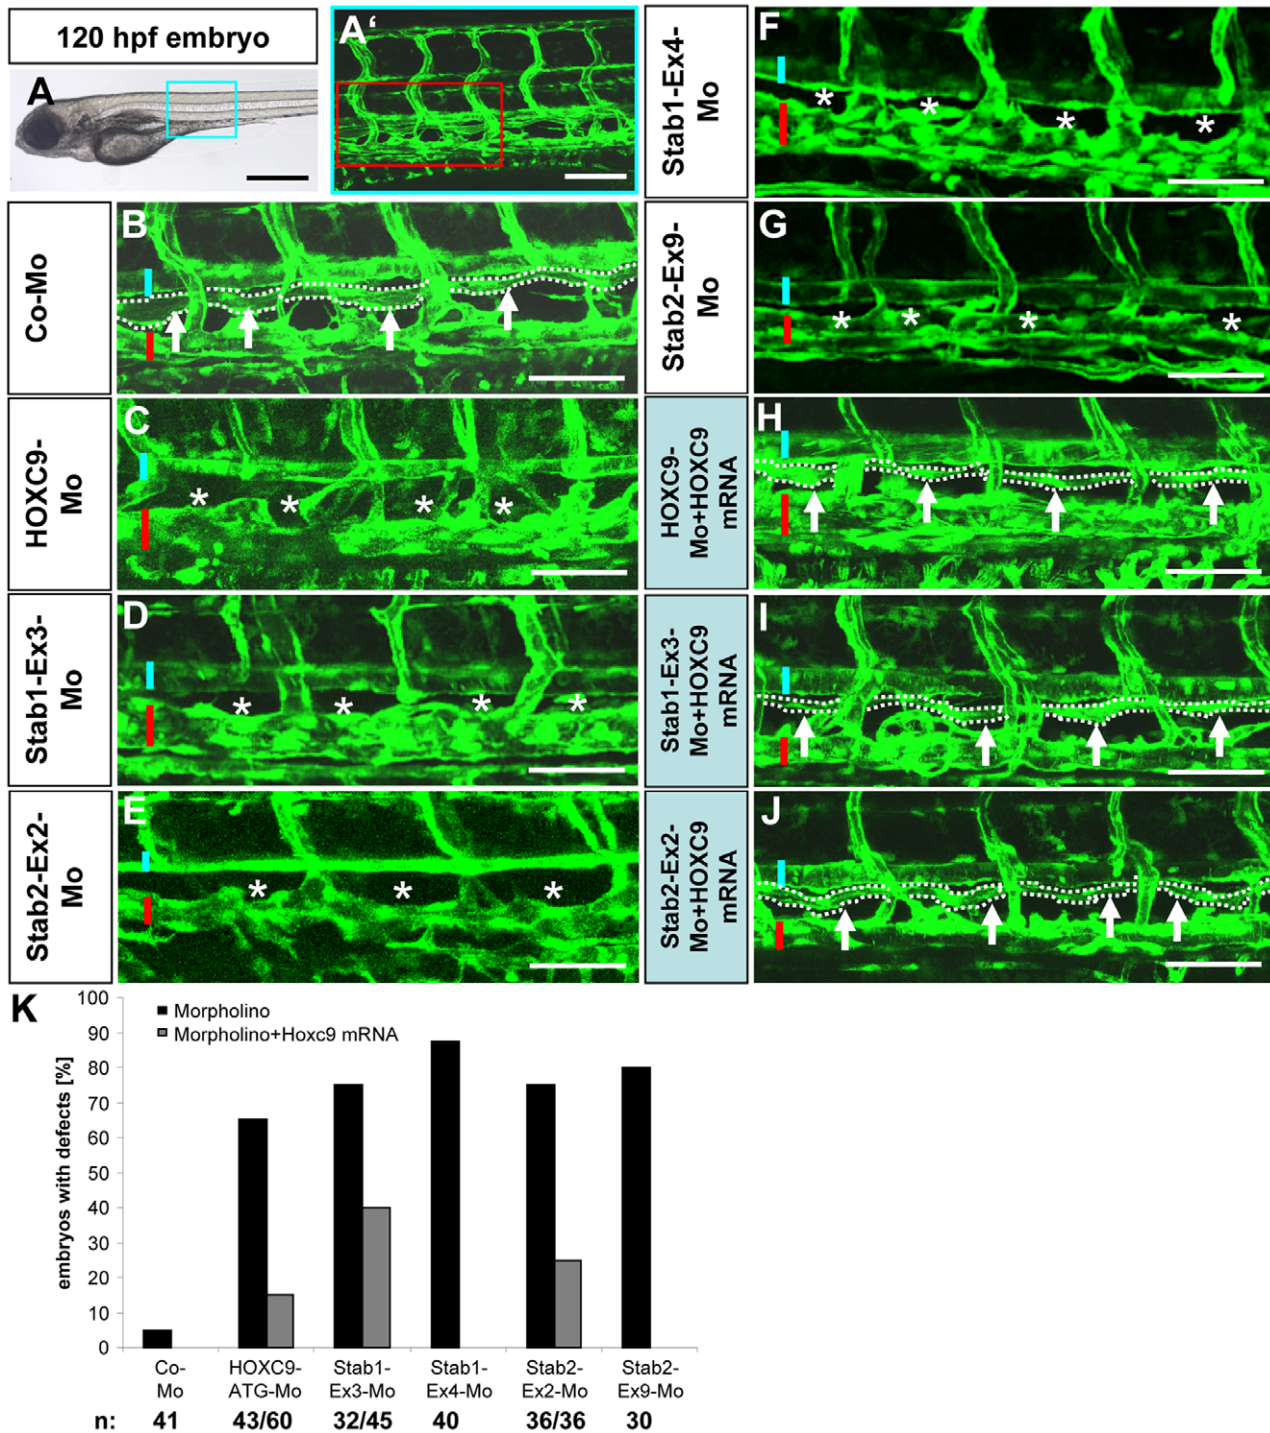 120 hpf embryo
A
A‘
Co-Mo
B
HOXC9-
Mo
C
* * * *
Stab1-Ex3-
Mo
D
* * * *
Stab2-Ex2-
Mo
E
* * *
Stab1-Ex4-
Mo
F
* * * *
Stab2-Ex9-
Mo
G
* * * *
HOXC9-
Mo+HOXC9
mRNA
H
Stab1-Ex3-
Mo+HOXC9
mRNA
I
Stab2-Ex2-
Mo+HOXC9
mRNA
J
K
Morpholino
Morpholino+Hoxc9 mRNA
embryos with defects [%]
100
90
80
70
60
50
40
30
20
10
0
Co-
Mo
HOXC9-
ATG-Mo
Stab1-
Ex3-Mo
Stab1-
Ex4-Mo
Stab2-
Ex2-Mo
Stab2-
Ex9-Mo
n: 41 43/60 32/45 40 36/36 30